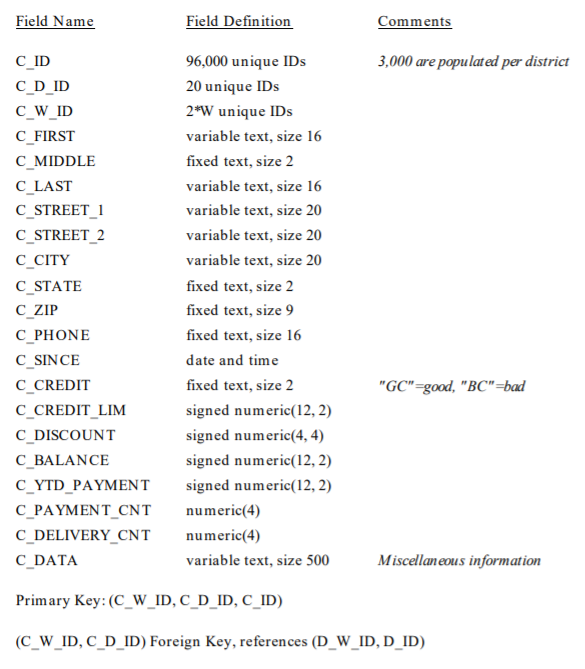 Field Name Field Definition Comments
C_ID 96,000 unique IDs 3,000 are populated per district
C_D_ID 20 unique IDs
C_W_ID 2*W unique IDs
C_FIRST variable text, size 16
C_MIDDLE fixed text, size 2
C_LAST variable text, size 16
C_STREET_1 variable text, size 20
C_STREET_2 variable text, size 20
C_CITY variable text, size 20
C_STATE fixed text, size 2
C_ZIP fixed text, size 9
C_PHONE fixed text, size 16
C_SINCE date and time
C_CREDIT fixed text, size 2 "GC"=good, "BC"=bad
C_CREDIT_LIM signed numeric(12, 2)
C_DISCOUNT signed numeric(4, 4)
C_BALANCE signed numeric(12, 2)
C_YTD_PAYMENT signed numeric(12, 2)
C_PAYMENT_CNT numeric(4)
C_DELIVERY_CNT numeric(4)
C_DATA variable text, size 500 Miscellaneous information
Primary Key: (C_W_ID, C_D_ID, C_ID)
(C_W_ID, C_D_ID) Foreign Key, references (D_W_ID, D_ID)